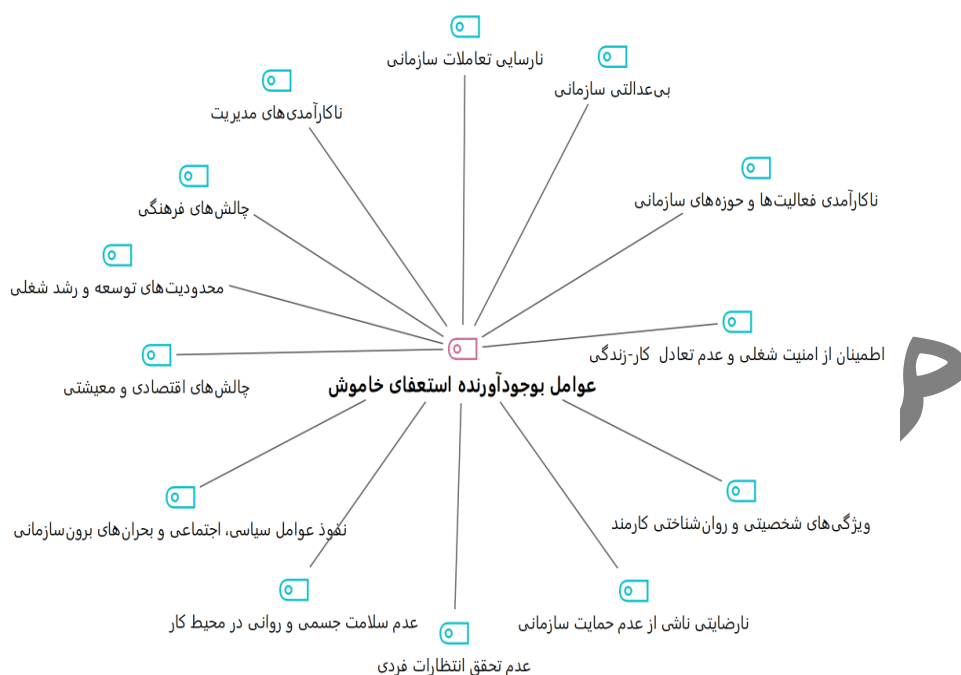 نارسایی تعاملات سازمانی
بی‌عدالتی سازمانی
ناکارآمدی‌های مدیریت
ناکارآمدی فعالیت‌ها و حوزه‌های سازمانی
چالش‌های فرهنگی
محدودیت‌های توسعه و رشد شغلی
اطمینان از امنیت شغلی و عدم تعادل کار-زندگی
چالش‌های اقتصادی و معیشتی
عوامل بوجودآورنده استعفای خاموش
ویژگی‌های شخصیتی و روان‌شناختی کارمند
نفوذ عوامل سیاسی، اجتماعی و بحران‌های برون‌سازمانی
نارضایتی ناشی از عدم حمایت سازمانی
عدم سلامت جسمی و روانی در محیط کار
عدم تحقق انتظارات فردی